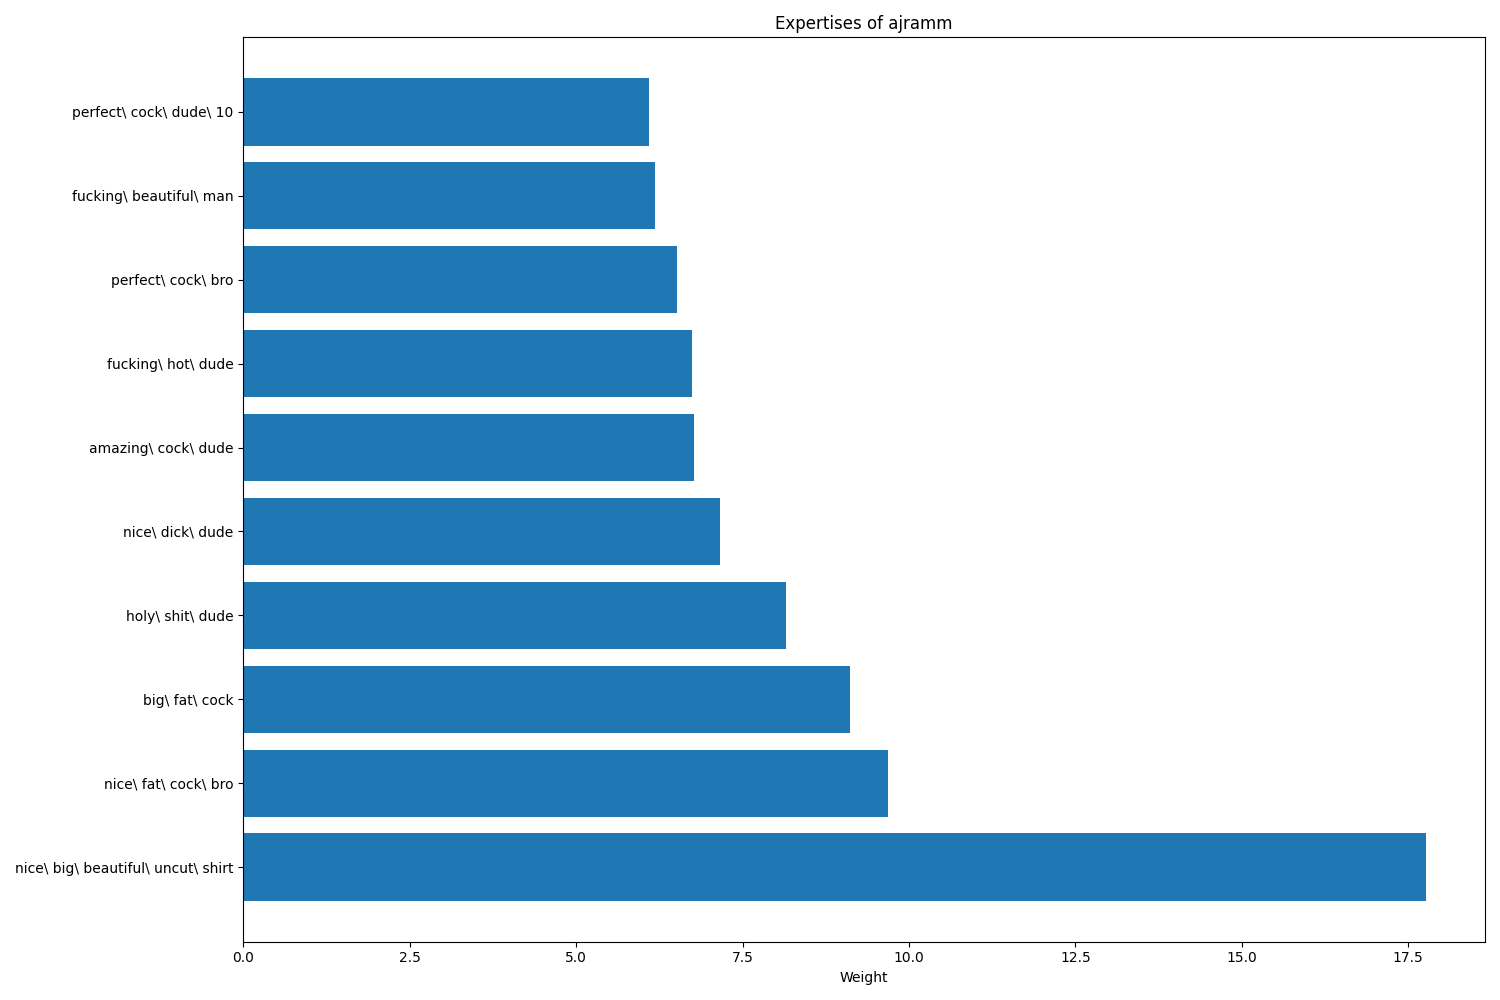 Expertises of ajramm
perfect\ cock\ dude\ 10
fucking\ beautiful\ man
perfect\ cock\ bro
fucking\ hot\ dude
amazing\ cock\ dude
nice\ dick\ dude
holy\ shit\ dude
big\ fat\ cock
nice\ fat\ cock\ bro
nice\ big\ beautiful\ uncut\ shirt
0.0 2.5 5.0 7.5 10.0 12.5 15.0 17.5
Weight